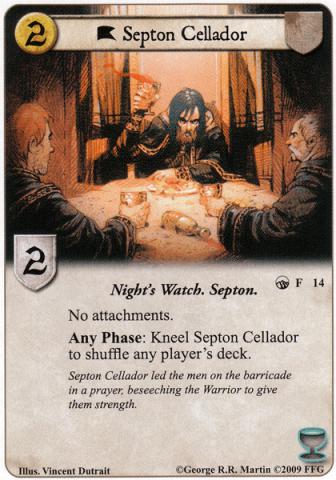 2
Septon Cellador
2
Night's Watch. Septon.
F 14
No attachments.
Any Phase: Kneel Septon Cellador
to shuffle any player's deck.
Septon Cellador led the men on the barricade
in a prayer, beseeching the Warrior to give
them strength.
Illus. Vincent Dutrait
©George R.R. Martin ©2009 FFG